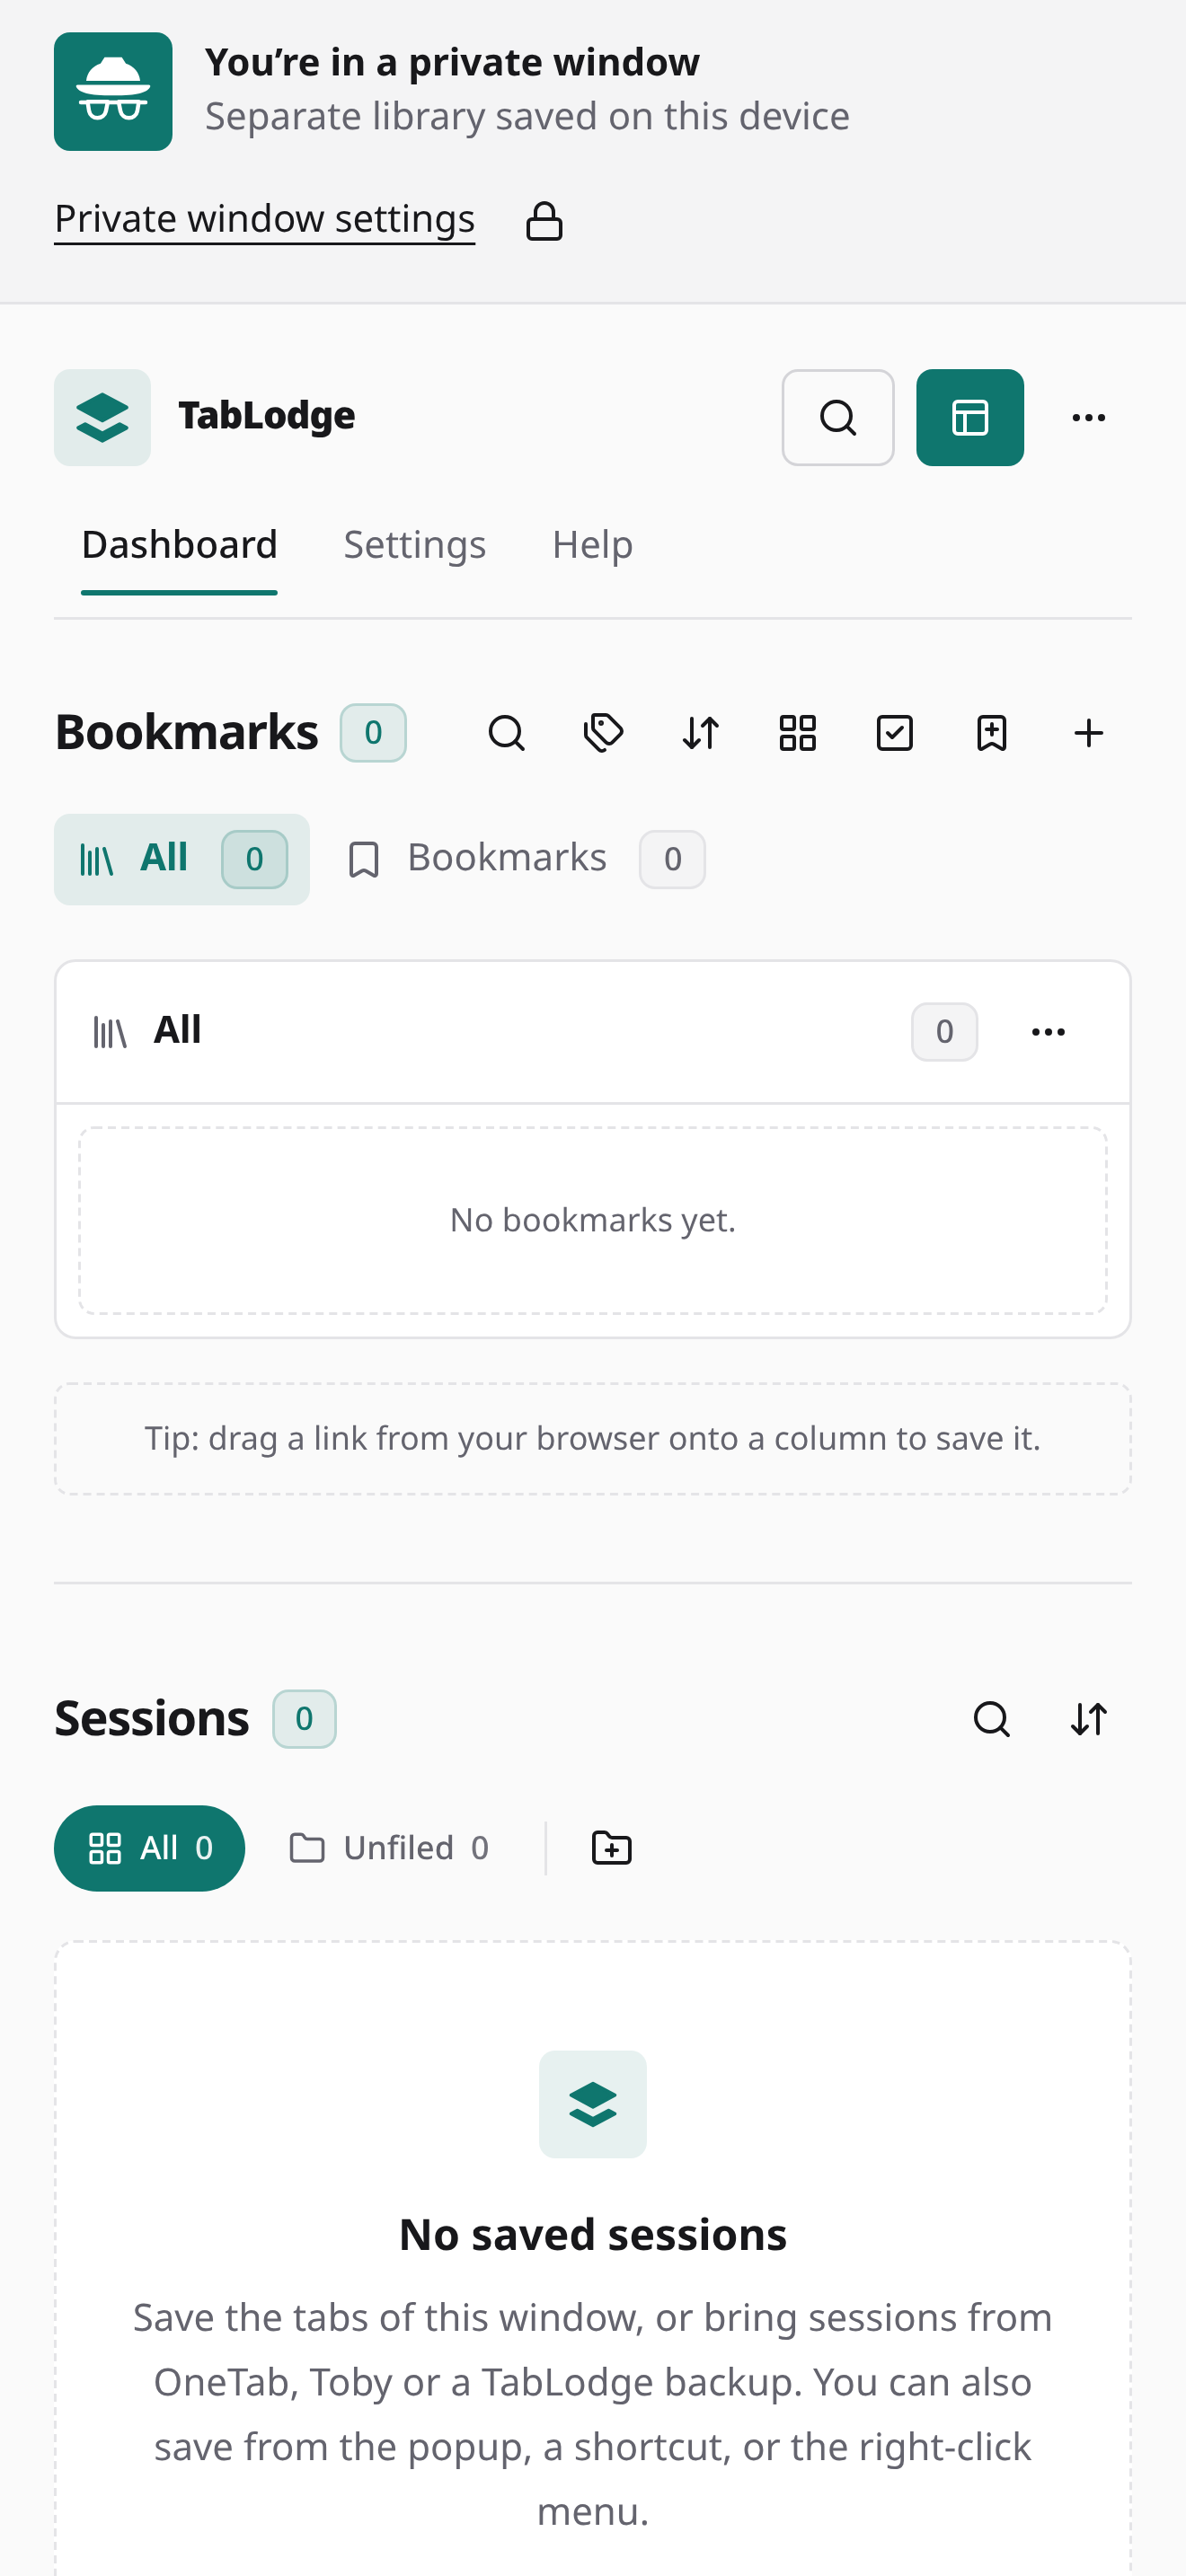 You’re in a private window
Separate library saved on this device
Private window settings
TabLodge
Dashboard Settings Help
Bookmarks 0
All 0 Bookmarks 0
All 0
No bookmarks yet.
Tip: drag a link from your browser onto a column to save it.
Sessions 0
All 0 Unfiled 0
No saved sessions
Save the tabs of this window, or bring sessions from
OneTab, Toby or a TabLodge backup. You can also
save from the popup, a shortcut, or the right-click
menu.